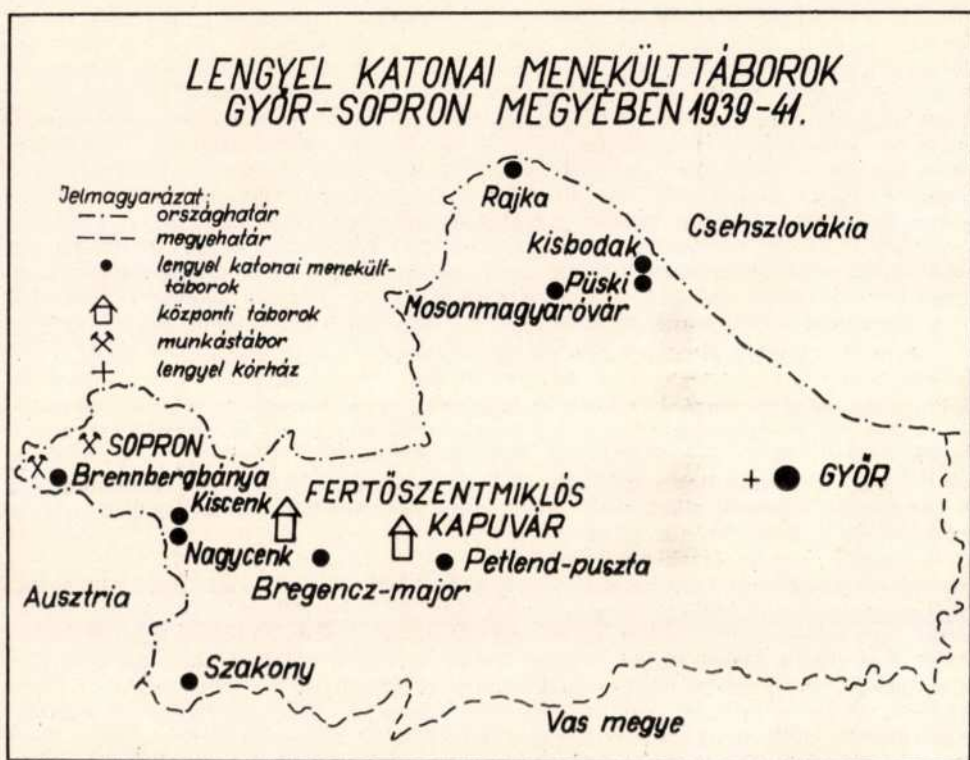 LENGYEL KATONAI MENEKÜLTTÁBOROK
GYŐR-SOPRON MEGYÉBEN 1939-41.
Jelmagyarázat:
országhatár
megyehatár
lengyel katonai menekült-
táborok
központi táborok
munkástábor
lengyel kórház
Rajka
Csehszlovákia
Kisbodak
Püski
Mosonmagyaróvár
SOPRON
Brennbergbánya
Kiscenk
Nagycenk
FERTŐSZENTMIKLÓS
KAPUVÁR
GYŐR
Bregencz-major
Petlend-puszta
Ausztria
Szakony
Vas megye